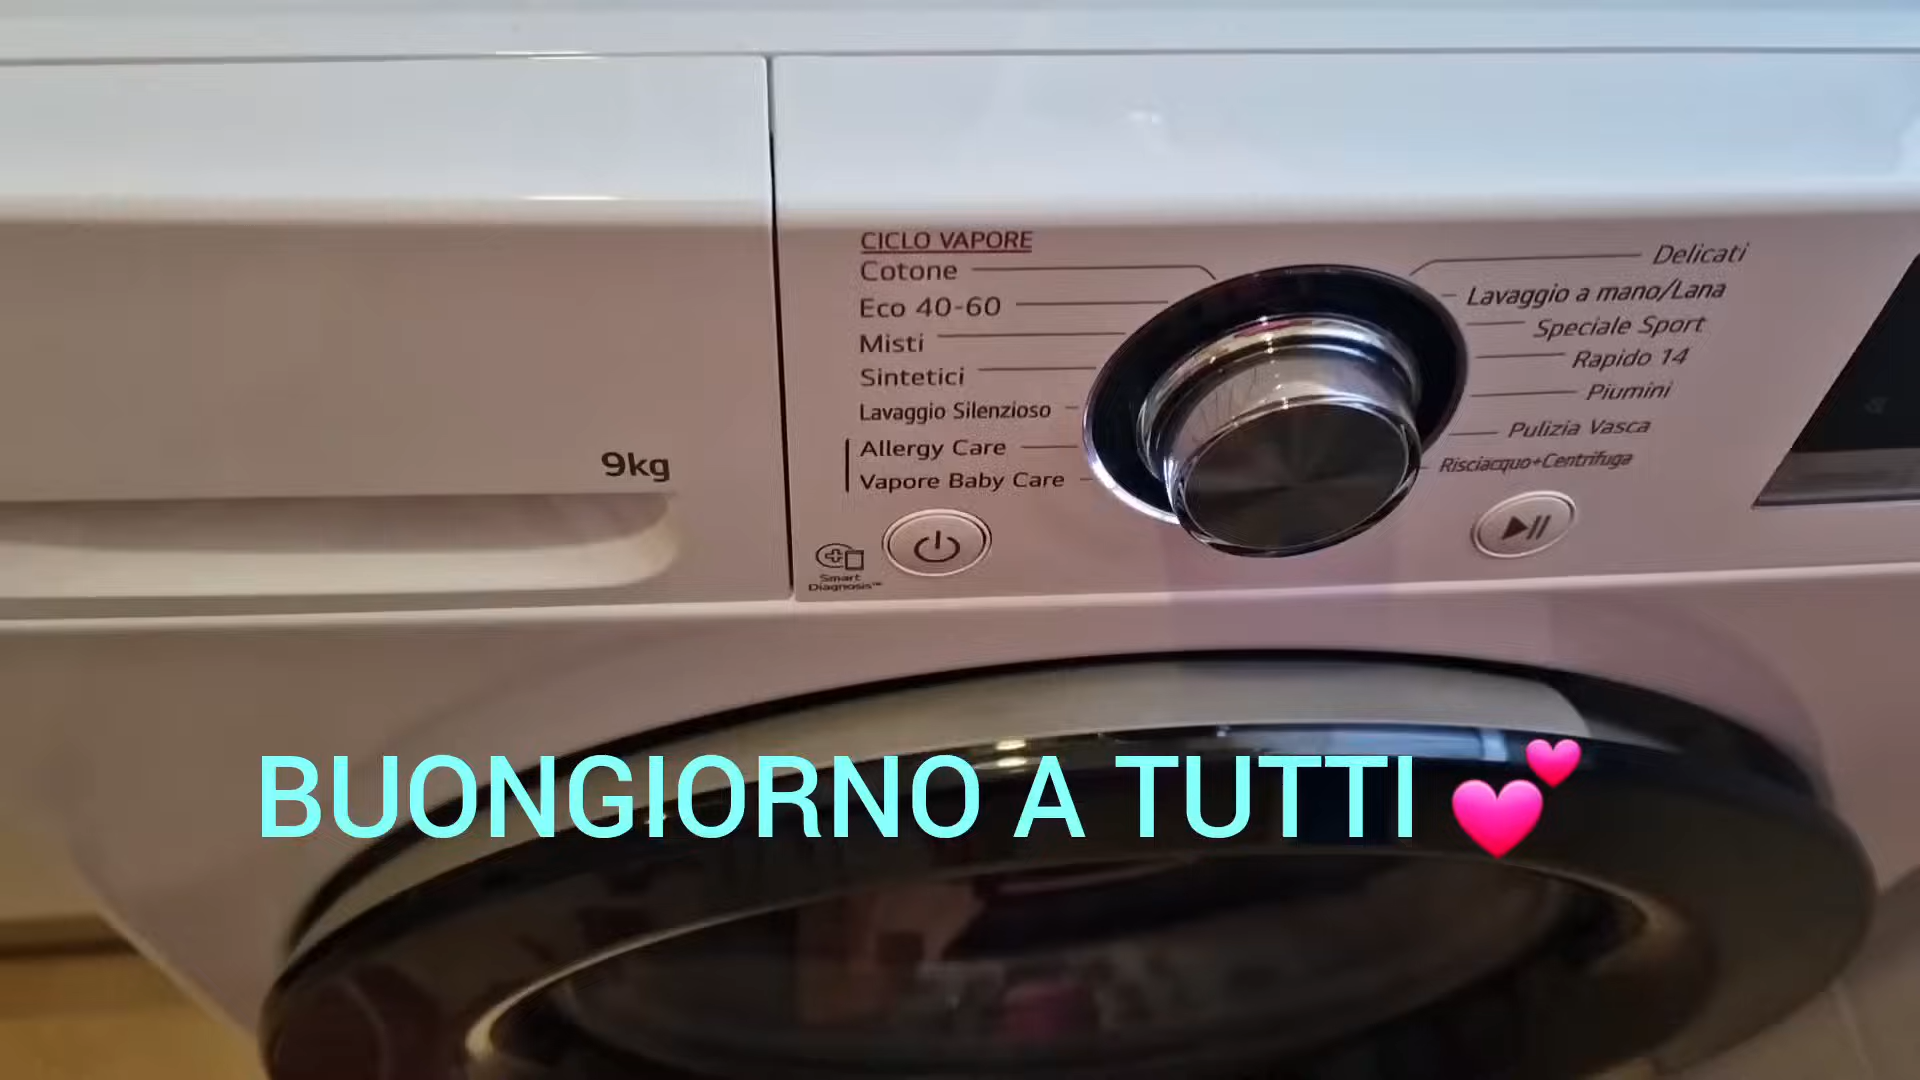 CICLO VAPORE
Cotone
Eco 40-60
Misti
Sintetici
Lavaggio Silenzioso
Allergy Care
Vapore Baby Care
Delicati
Lavaggio a mano/Lana
Speciale Sport
Rapido 14
Piumini
Pulizia Vasca
Risciacquo+Centrifuga
9kg
Smart
Diagnosis™
BUONGIORNO A TUTTI 💕